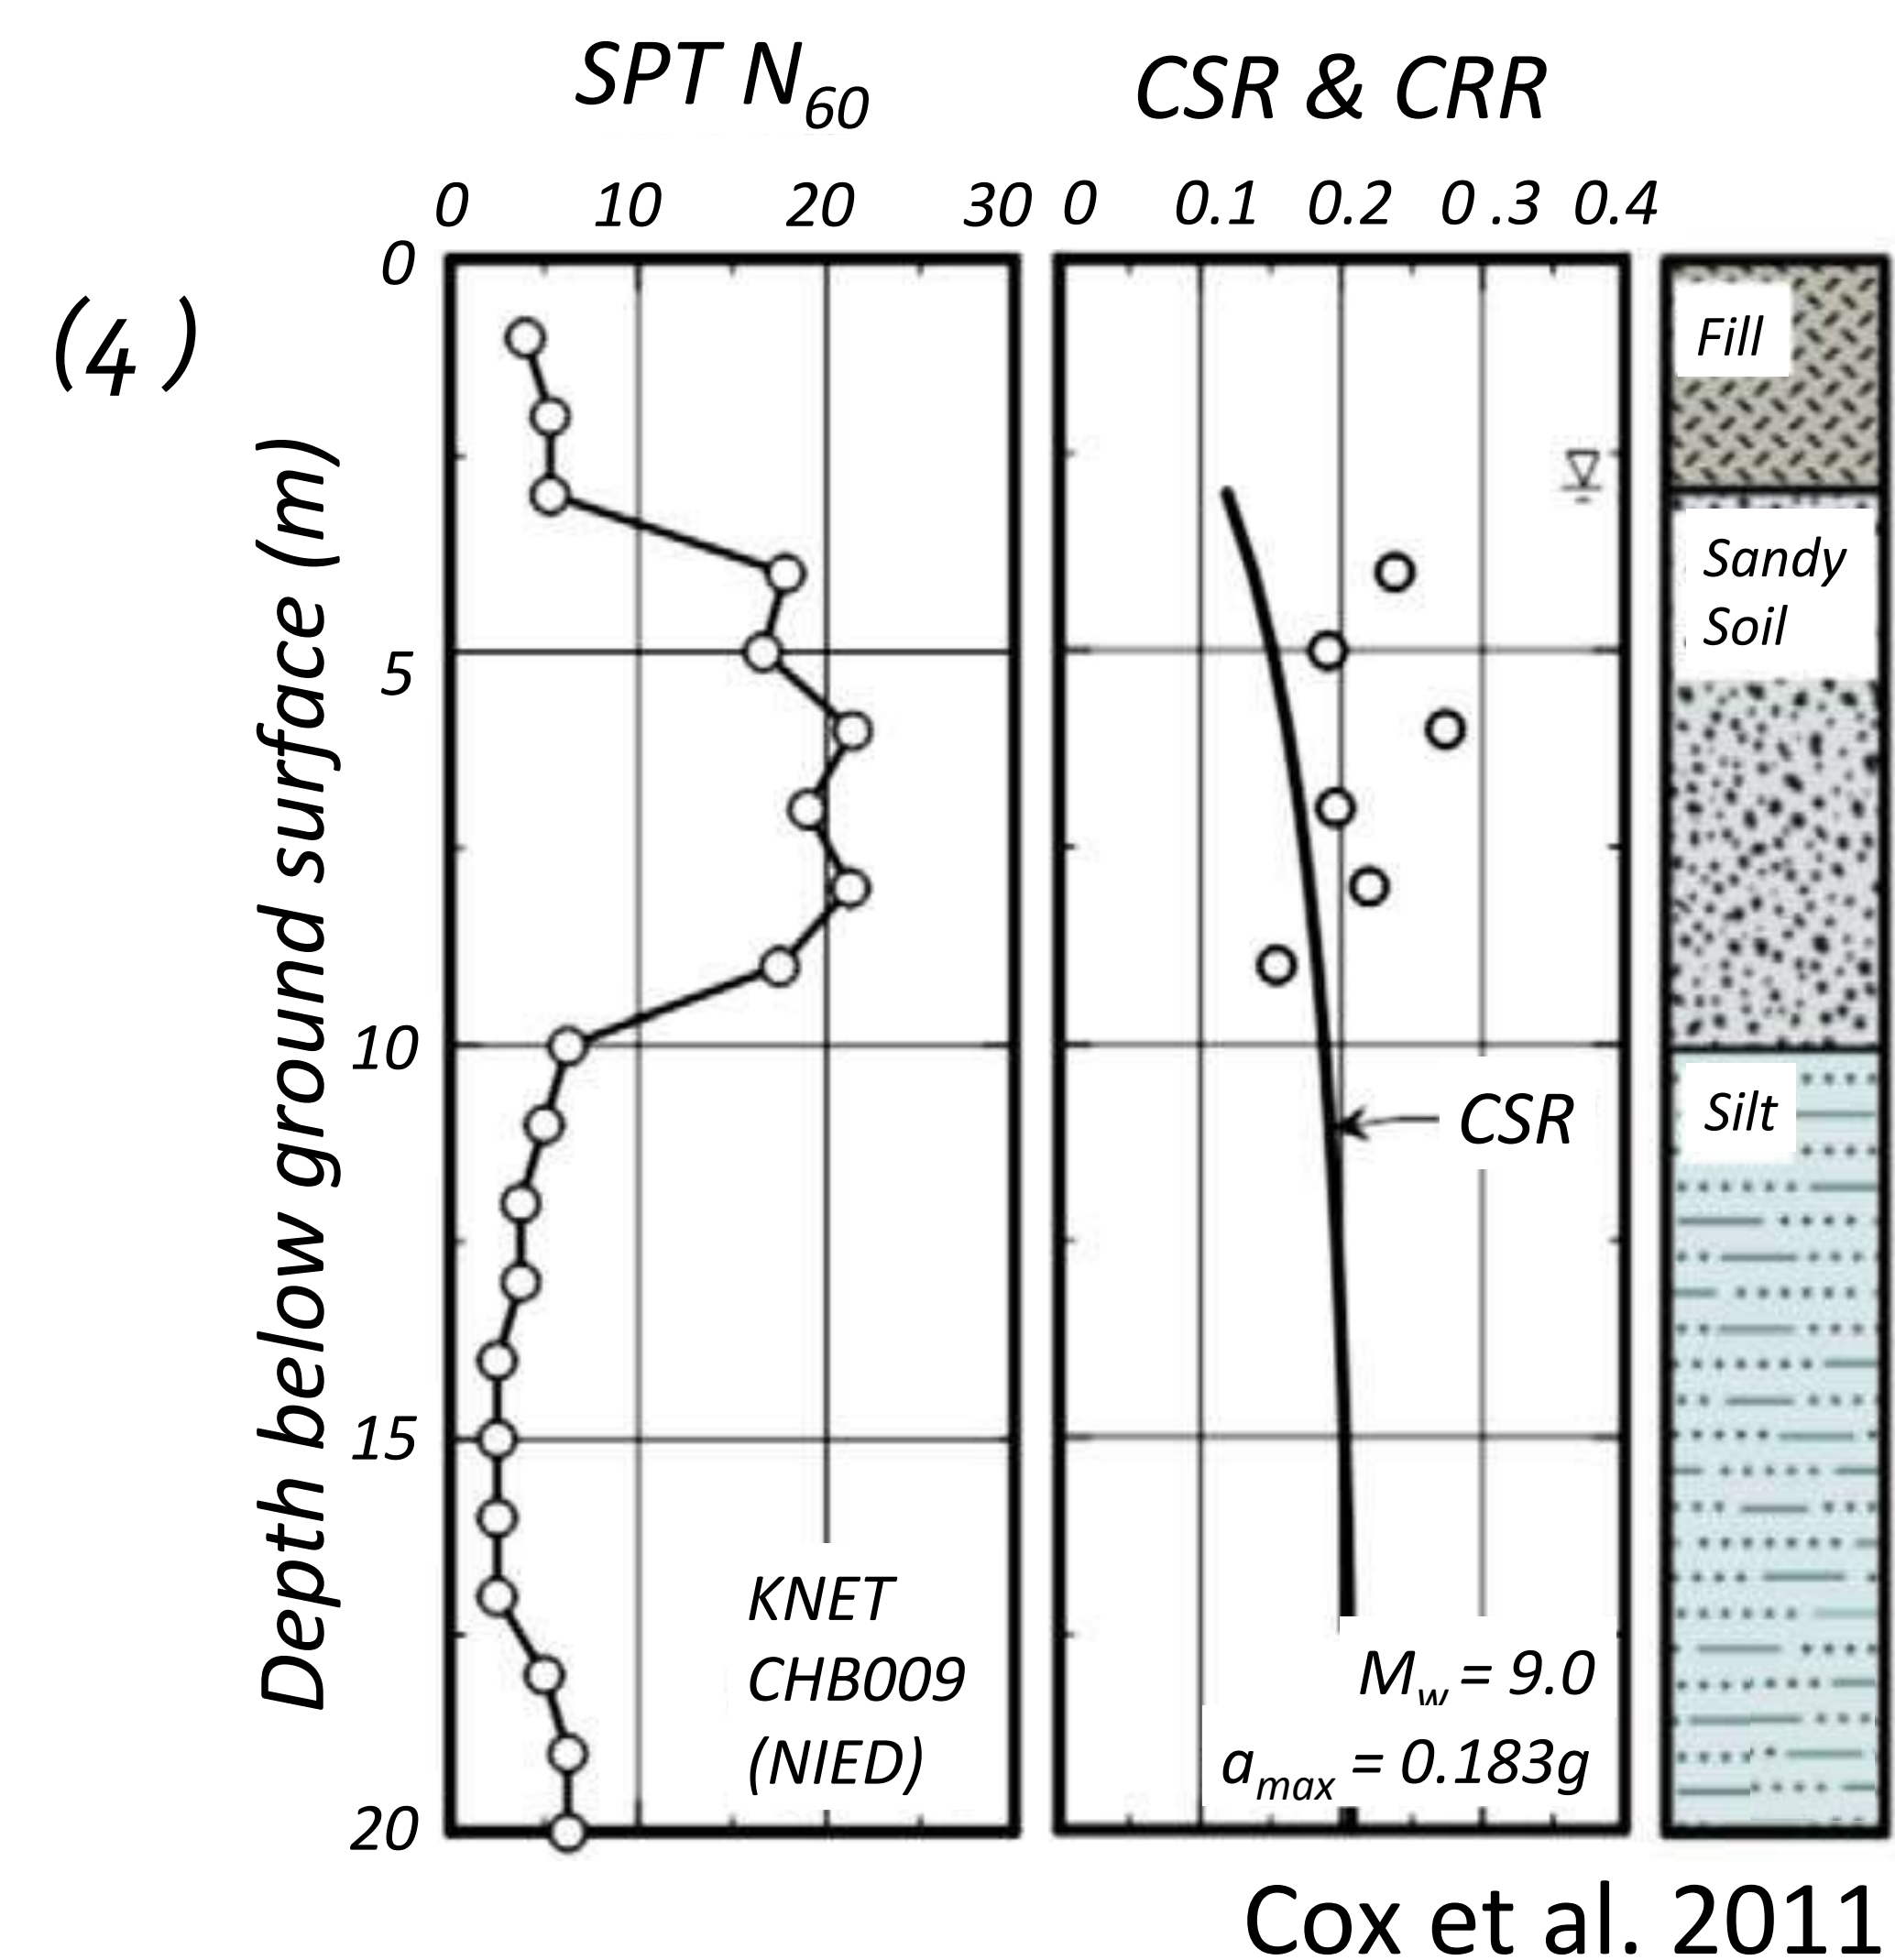 SPT N60
CSR & CRR
0 10 20 30
0 0.1 0.2 0.3 0.4
(4)
Depth below ground surface (m)
0
5
10
15
20
Fill
Sandy
Soil
Silt
CSR
KNET
CHB009
(NIED)
Mw = 9.0
amax = 0.183g
Cox et al. 2011